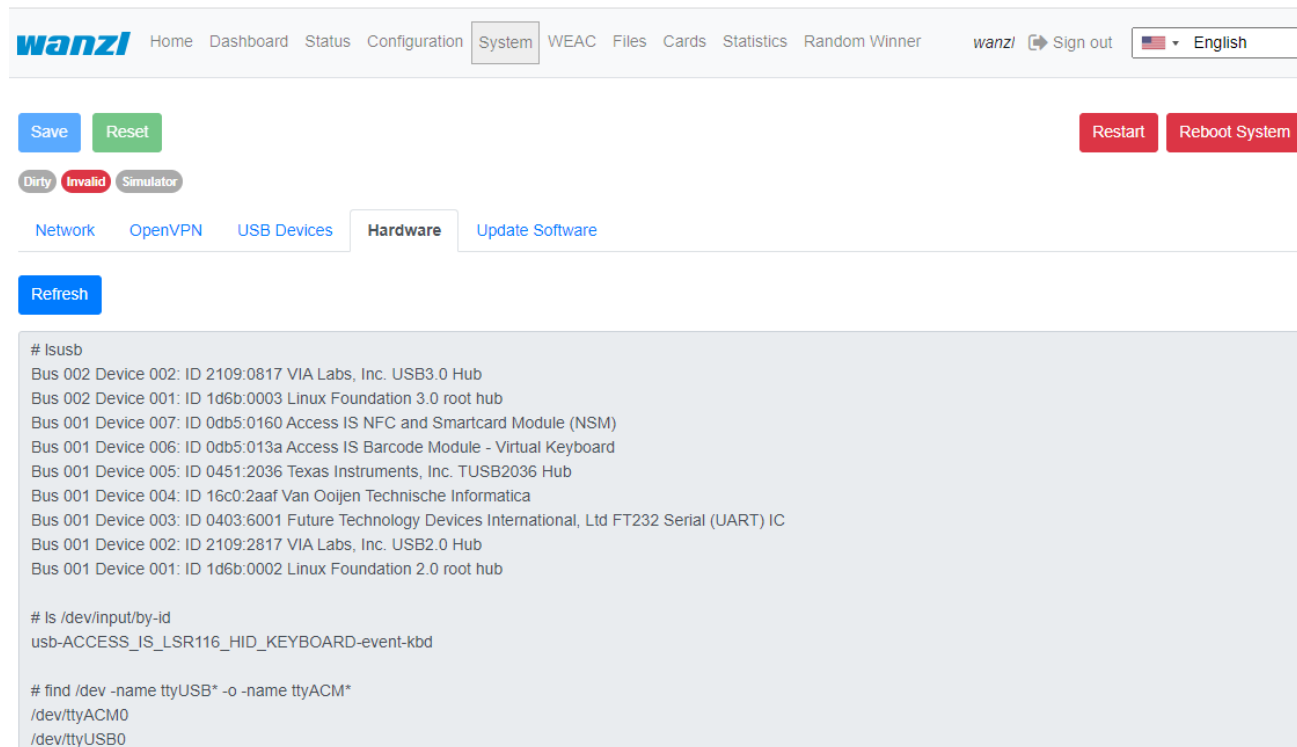 wanzl Home Dashboard Status Configuration System WEAC Files Cards Statistics Random Winner wanzl Sign out English
Save Reset Restart Reboot System
Dirty Invalid Simulator
Network OpenVPN USB Devices Hardware Update Software
Refresh
# lsusb
Bus 002 Device 002: ID 2109:0817 VIA Labs, Inc. USB3.0 Hub
Bus 002 Device 001: ID 1d6b:0003 Linux Foundation 3.0 root hub
Bus 001 Device 007: ID 0db5:0160 Access IS NFC and Smartcard Module (NSM)
Bus 001 Device 006: ID 0db5:013a Access IS Barcode Module - Virtual Keyboard
Bus 001 Device 005: ID 0451:2036 Texas Instruments, Inc. TUSB2036 Hub
Bus 001 Device 004: ID 16c0:2aaf Van Ooijen Technische Informatica
Bus 001 Device 003: ID 0403:6001 Future Technology Devices International, Ltd FT232 Serial (UART) IC
Bus 001 Device 002: ID 2109:2817 VIA Labs, Inc. USB2.0 Hub
Bus 001 Device 001: ID 1d6b:0002 Linux Foundation 2.0 root hub
# ls /dev/input/by-id
usb-ACCESS_IS_LSR116_HID_KEYBOARD-event-kbd
# find /dev -name ttyUSB* -o -name ttyACM*
/dev/ttyACM0
/dev/ttyUSB0